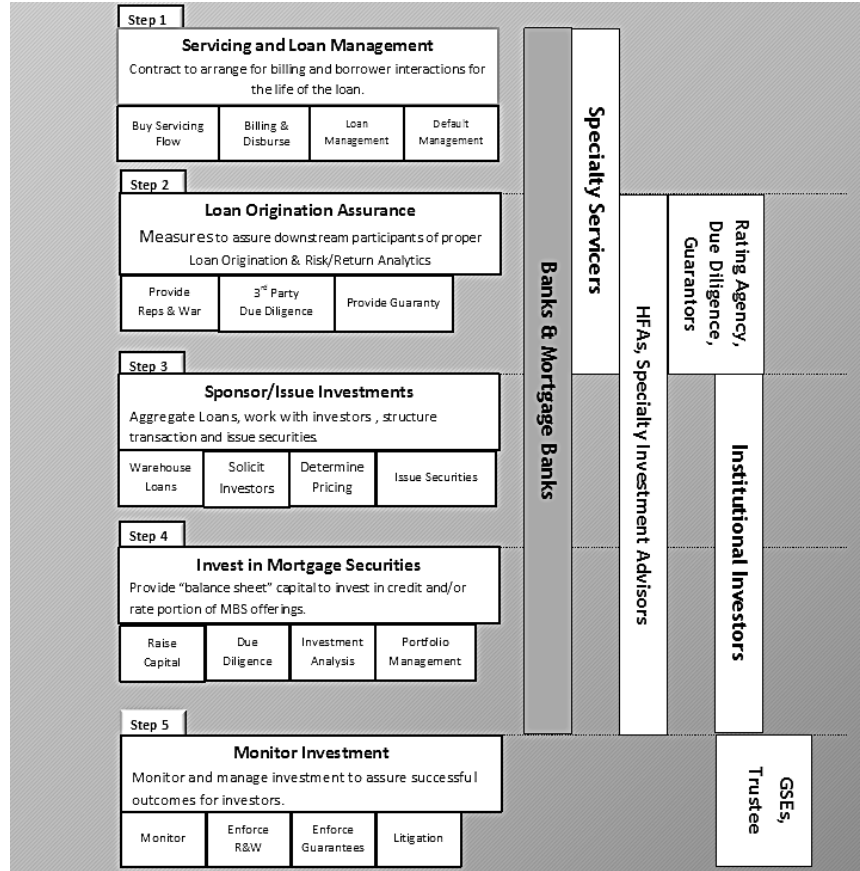 Step 1
Servicing and Loan Management
Contract to arrange for billing and borrower interactions for
the life of the loan.
Buy Servicing
Flow
Billing &
Disburse
Loan
Management
Default
Management
Step 2
Loan Origination Assurance
Measures to assure downstream participants of proper
Loan Origination & Risk/Return Analytics
Provide
Reps & War
3rd Party
Due Diligence
Provide Guaranty
Step 3
Sponsor/Issue Investments
Aggregate Loans, work with investors , structure
transaction and issue securities.
Warehouse
Loans
Solicit
Investors
Determine
Pricing
Issue Securities
Step 4
Invest in Mortgage Securities
Provide “balance sheet” capital to invest in credit and/or
rate portion of MBS offerings.
Raise
Capital
Due
Diligence
Investment
Analysis
Portfolio
Management
Step 5
Monitor Investment
Monitor and manage investment to assure successful
outcomes for investors.
Monitor
Enforce
R&W
Enforce
Guarantees
Litigation
Banks & Mortgage Banks
Specialty Servicers
HFAs, Specialty Investment Advisors
Rating Agency,
Due Diligence,
Guarantors
Institutional Investors
GSEs,
Trustee